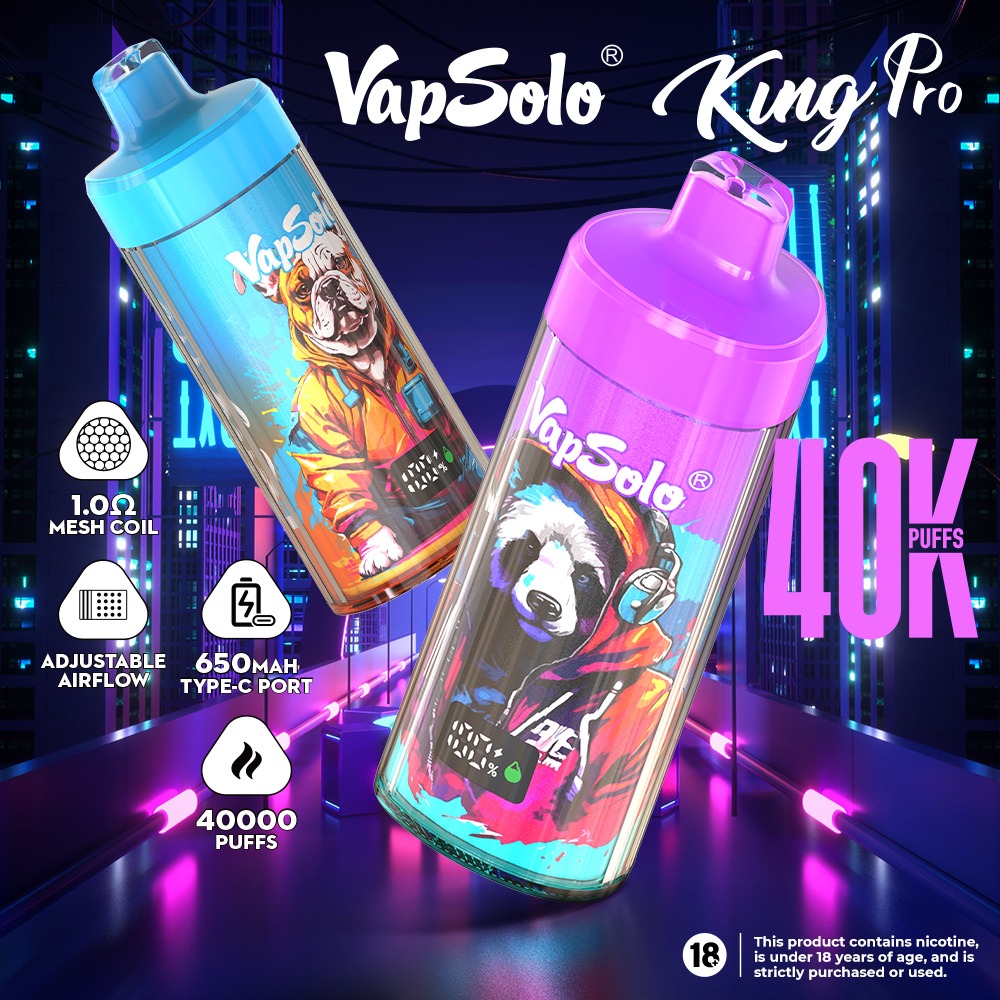 VapSolo® King Pro
VapSolo
VapSolo®
40K
PUFFS
1.0Ω
MESH COIL
ADJUSTABLE
AIRFLOW
650MAH
TYPE-C PORT
40000
PUFFS
100%
18+
This product contains nicotine,
is under 18 years of age, and is
strictly purchased or used.